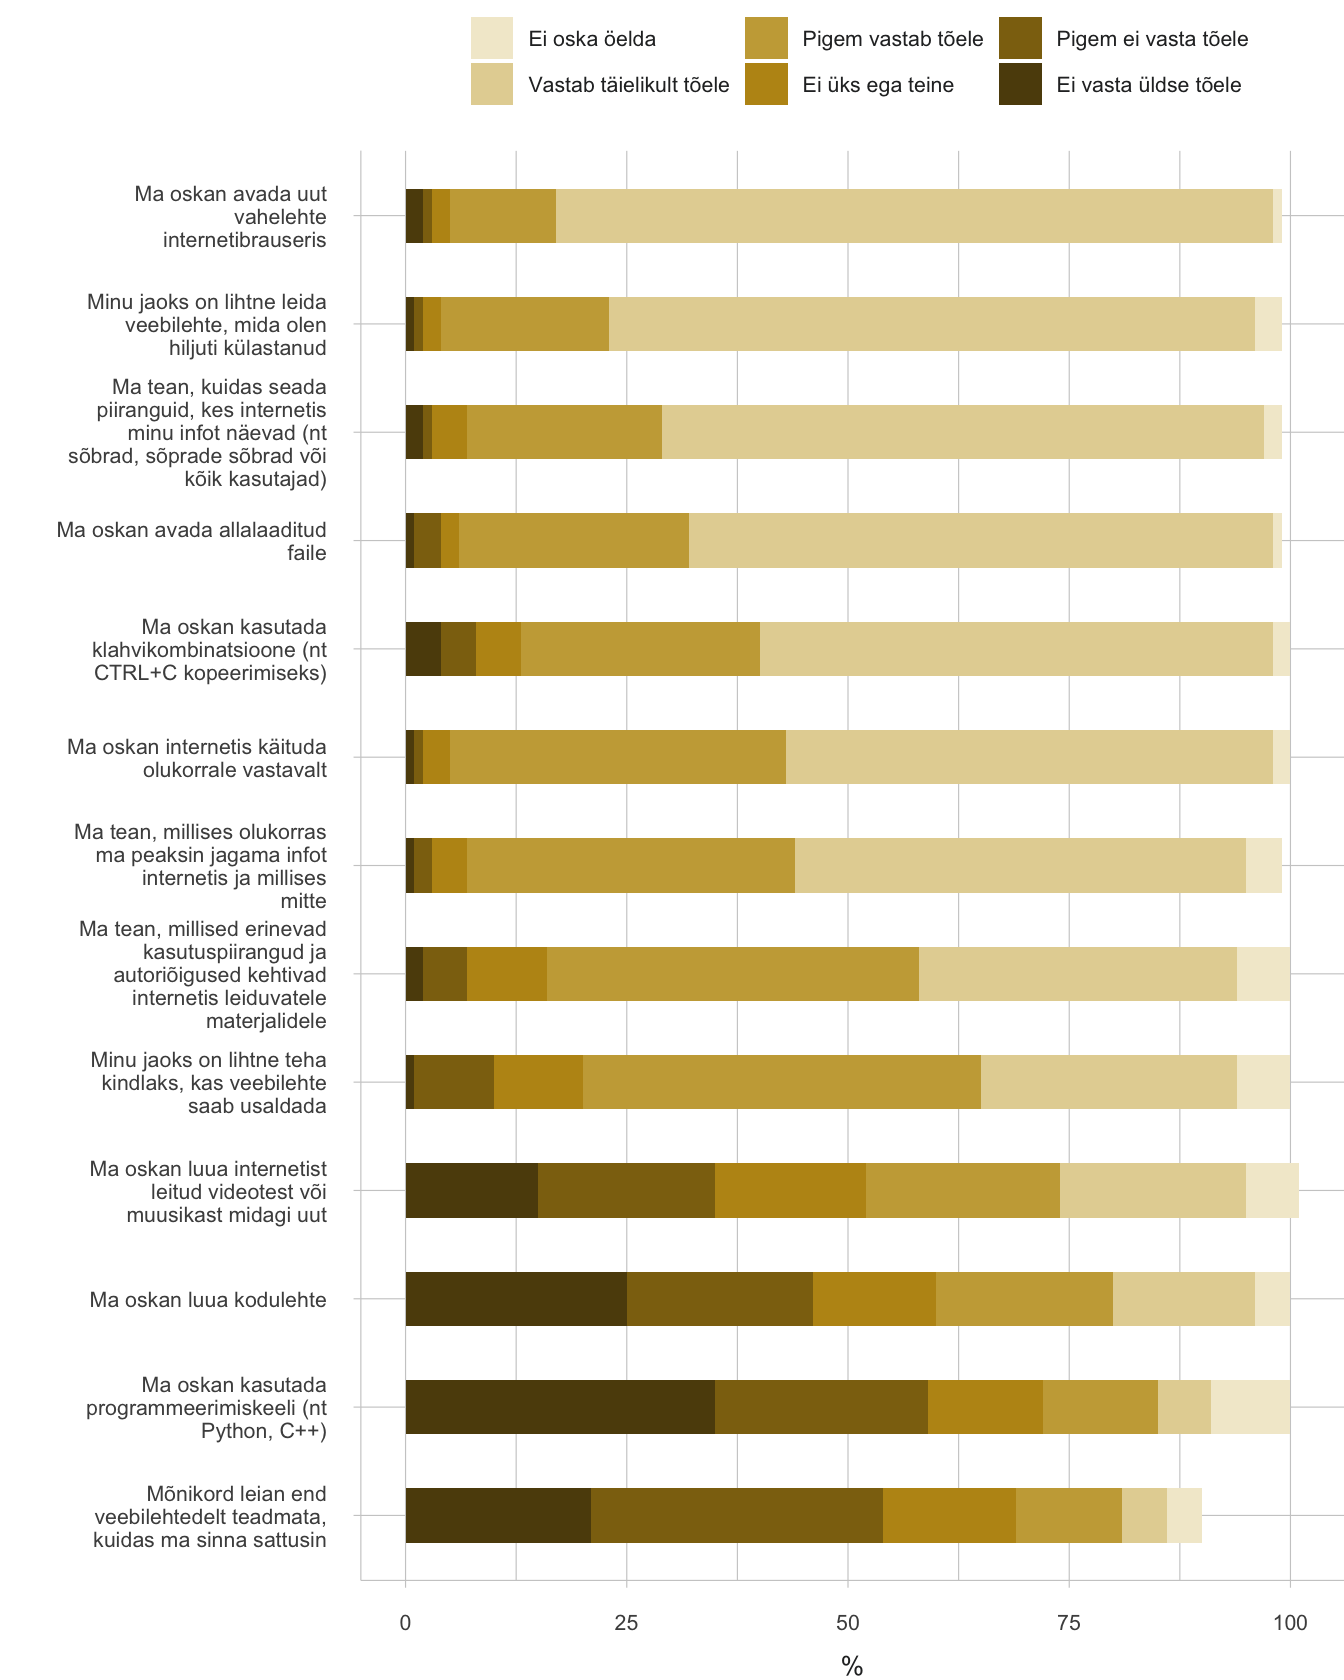 Ei oska öelda
Pigem vastab tõele
Pigem ei vasta tõele
Vastab täielikult tõele
Ei üks ega teine
Ei vasta üldse tõele
Ma oskan avada uut
vahelehte
internetibrauseris
Minu jaoks on lihtne leida
veebilehte, mida olen
hiljuti külastanud
Ma tean, kuidas seada
piiranguid, kes internetis
minu infot näevad (nt
sõbrad, sõprade sõbrad või
kõik kasutajad)
Ma oskan avada allalaaditud
faile
Ma oskan kasutada
klahvikombinatsioone (nt
CTRL+C kopeerimiseks)
Ma oskan internetis käituda
olukorrale vastavalt
Ma tean, millises olukorras
ma peaksin jagama infot
internetis ja millises
mitte
Ma tean, millised erinevad
kasutuspiirangud ja
autoriõigused kehtivad
internetis leiduvatele
materjalidele
Minu jaoks on lihtne teha
kindlaks, kas veebilehte
saab usaldada
Ma oskan luua internetist
leitud videotest või
muusikast midagi uut
Ma oskan luua kodulehte
Ma oskan kasutada
programmeerimiskeeli (nt
Python, C++)
Mõnikord leian end
veebilehtedelt teadmata,
kuidas ma sinna sattusin
0 25 50 75 100
%